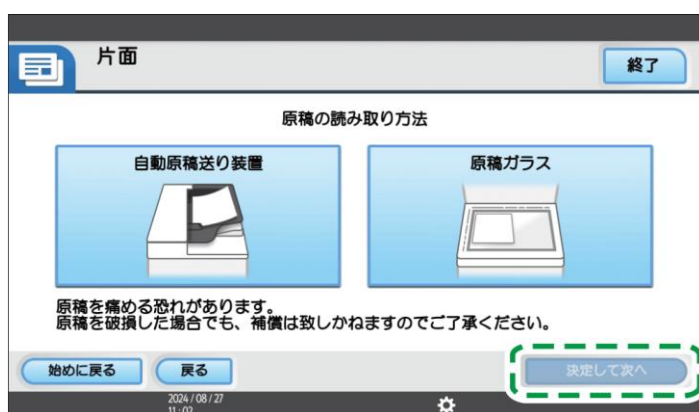 片面
終了
原稿の読み取り方法
自動原稿送り装置
原稿ガラス
原稿を痛める恐れがあります。
原稿を破損した場合でも、補償は致しかねますのでご了承ください。
始めに戻る
戻る
決定して次へ
2024/08/27
11:02